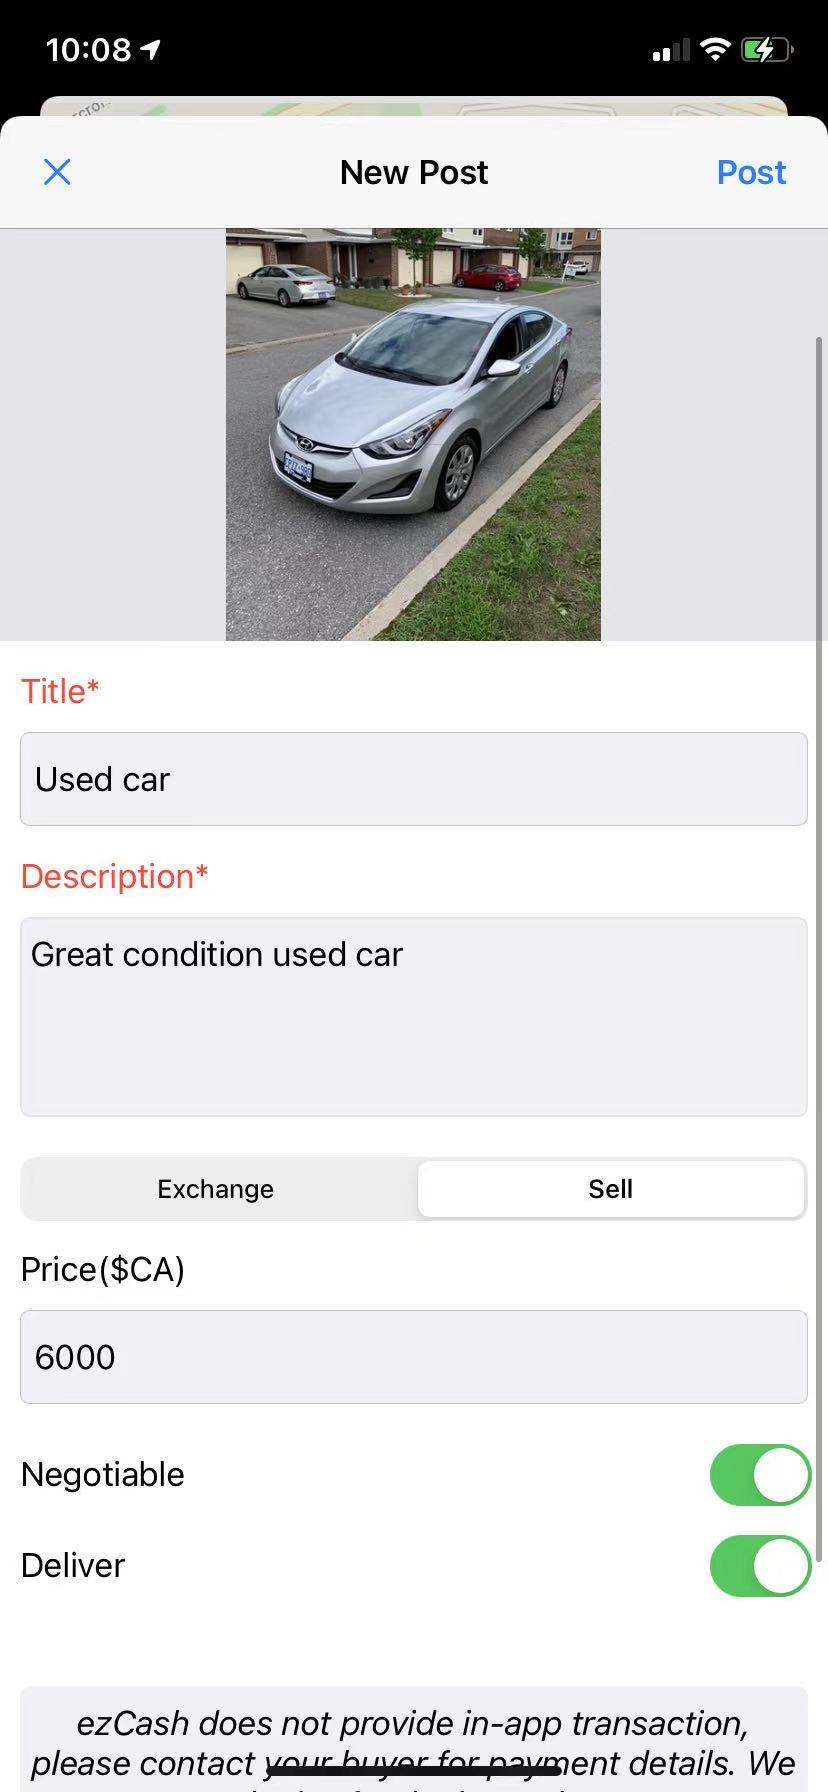 10:08
New Post
Post
Title*
Used car
Description*
Great condition used car
Exchange
Sell
Price($CA)
6000
Negotiable
Deliver
ezCash does not provide in-app transaction,
please contact your buyer for payment details. We